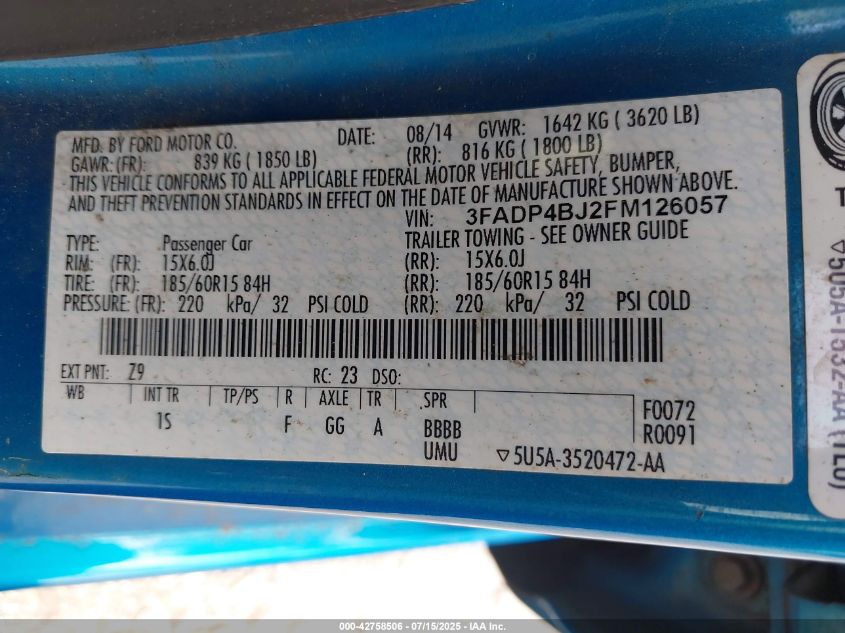 MFD. BY FORD MOTOR CO. DATE: 08/14 GVWR: 1642 KG ( 3620 LB)
GAWR: (FR): 839 KG ( 1850 LB) (RR): 816 KG ( 1800 LB)
THIS VEHICLE CONFORMS TO ALL APPLICABLE FEDERAL MOTOR VEHICLE SAFETY, BUMPER,
AND THEFT PREVENTION STANDARDS IN EFFECT ON THE DATE OF MANUFACTURE SHOWN ABOVE.
VIN: 3FADP4BJ2FM126057
TYPE: Passenger Car TRAILER TOWING - SEE OWNER GUIDE
RIM: (FR): 15X6.0J (RR): 15X6.0J
TIRE: (FR): 185/60R15 84H (RR): 185/60R15 84H
PRESSURE: (FR): 220 kPa/ 32 PSI COLD (RR): 220 kPa/ 32 PSI COLD
EXT PNT: Z9 RC: 23 DSO:
WB INT TR TP/PS R AXLE TR SPR F0072
1S F GG A BBBB R0091
UMU ▽5U5A-3520472-AA
▽5U5A-1532-AA (TL6)
000-42758506 - 07/15/2025 - IAA Inc.